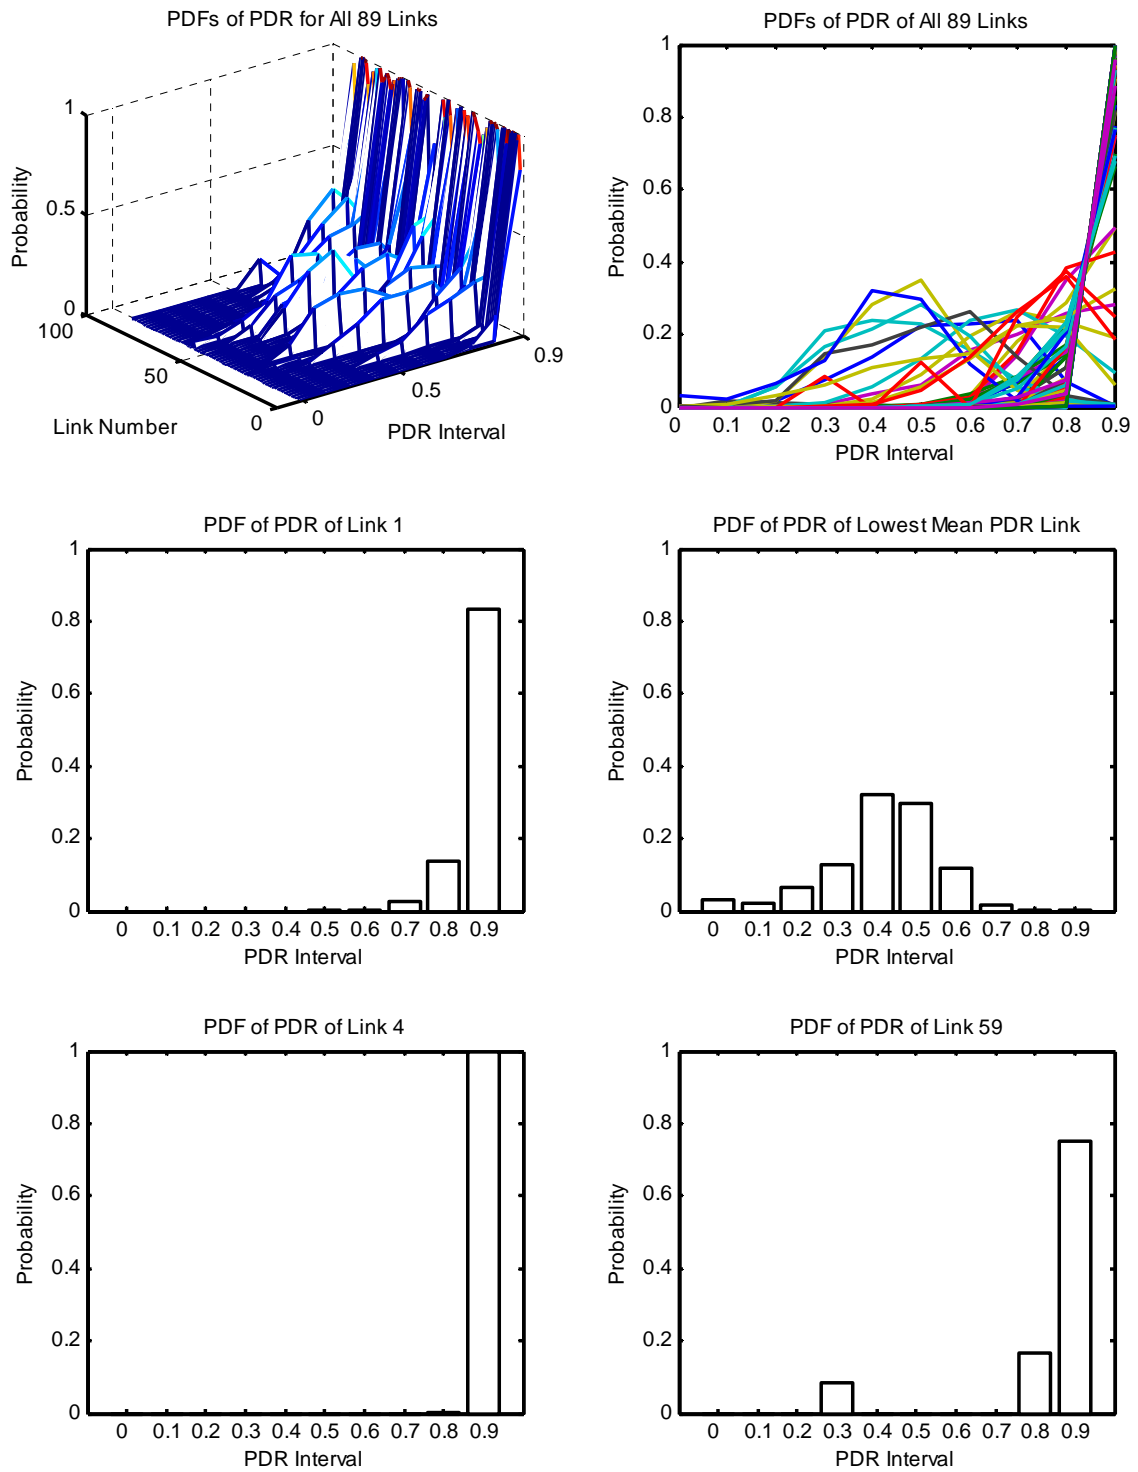 PDFs of PDR for All 89 Links
Probability
1
0.5
0
100
50
0
Link Number
0
0.5
0.9
PDR Interval
PDFs of PDR of All 89 Links
Probability
1
0.8
0.6
0.4
0.2
0
0 0.1 0.2 0.3 0.4 0.5 0.6 0.7 0.8 0.9
PDR Interval
PDF of PDR of Link 1
Probability
1
0.8
0.6
0.4
0.2
0
0 0.1 0.2 0.3 0.4 0.5 0.6 0.7 0.8 0.9
PDR Interval
PDF of PDR of Lowest Mean PDR Link
Probability
1
0.8
0.6
0.4
0.2
0
0 0.1 0.2 0.3 0.4 0.5 0.6 0.7 0.8 0.9
PDR Interval
PDF of PDR of Link 4
Probability
1
0.8
0.6
0.4
0.2
0
0 0.1 0.2 0.3 0.4 0.5 0.6 0.7 0.8 0.9
PDR Interval
PDF of PDR of Link 59
Probability
1
0.8
0.6
0.4
0.2
0
0 0.1 0.2 0.3 0.4 0.5 0.6 0.7 0.8 0.9
PDR Interval